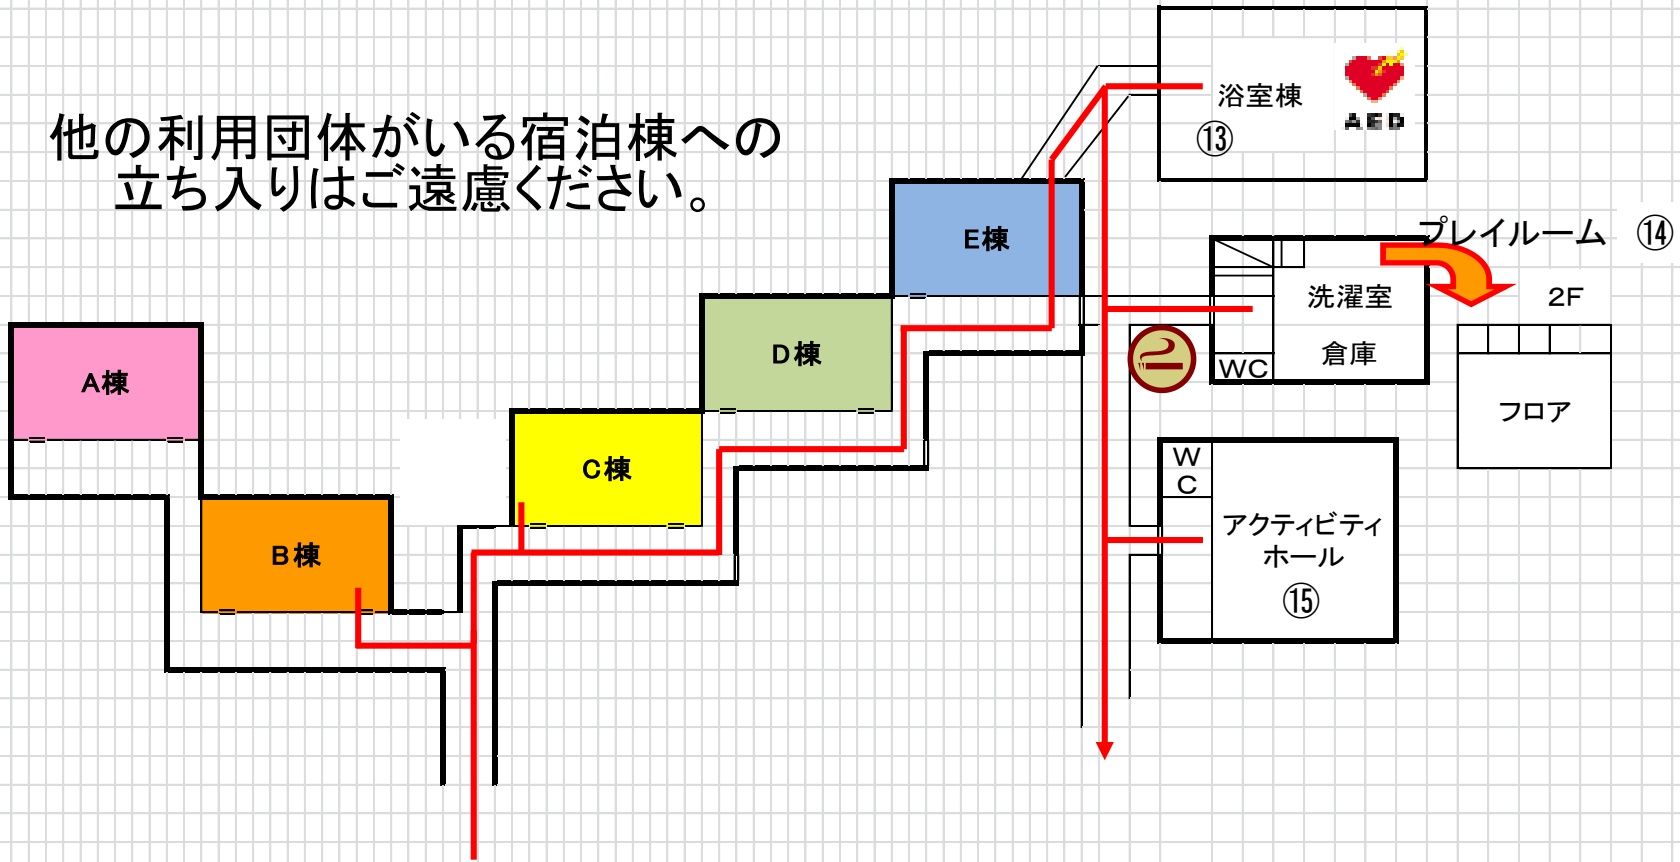 他の利用団体がいる宿泊棟への
立ち入りはご遠慮ください。
浴室棟
⑬
AED
E棟
プレイルーム ⑭
洗濯室
2F
倉庫
WC
D棟
A棟
フロア
C棟
W
C
アクティビティ
ホール
⑮
B棟